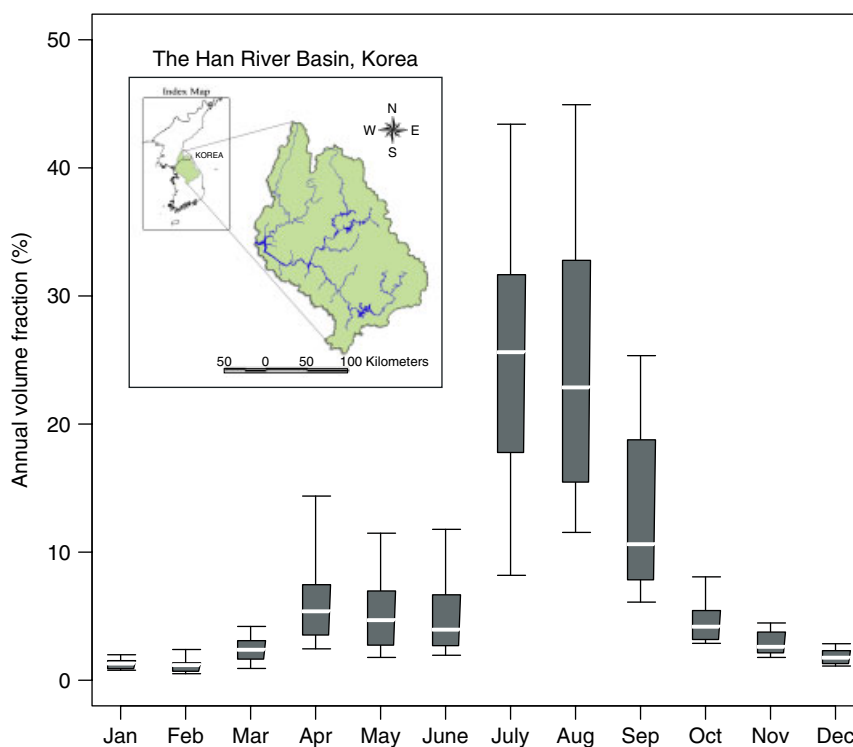 50
40
30
20
10
0
Annual volume fraction (%)
The Han River Basin, Korea
Index Map
KOREA
N
W E
S
50 0 50 100 Kilometers
Jan Feb Mar Apr May June July Aug Sep Oct Nov Dec